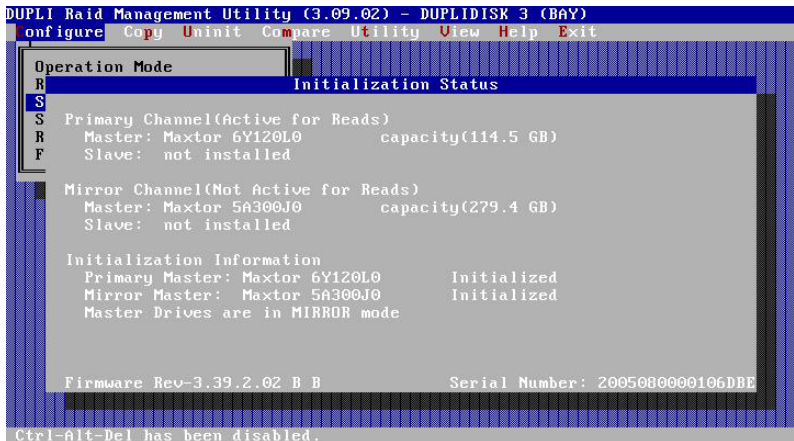 DUPLI Raid Management Utility (3.09.02) - DUPLIDISK 3 (BAY)
Configure Copy Uninit Compare Utility View Help Exit
Operation Mode
R
Initialization Status
S
S
R
F
Primary Channel(Active for Reads)
Master: Maxtor 6Y120L0 capacity(114.5 GB)
Slave: not installed
Mirror Channel(Not Active for Reads)
Master: Maxtor 5A300J0 capacity(279.4 GB)
Slave: not installed
Initialization Information
Primary Master: Maxtor 6Y120L0 Initialized
Mirror Master: Maxtor 5A300J0 Initialized
Master Drives are in MIRROR mode
Firmware Rev-3.39.2.02 B B Serial Number: 2005080000106DBE
Ctrl-Alt-Del has been disabled.